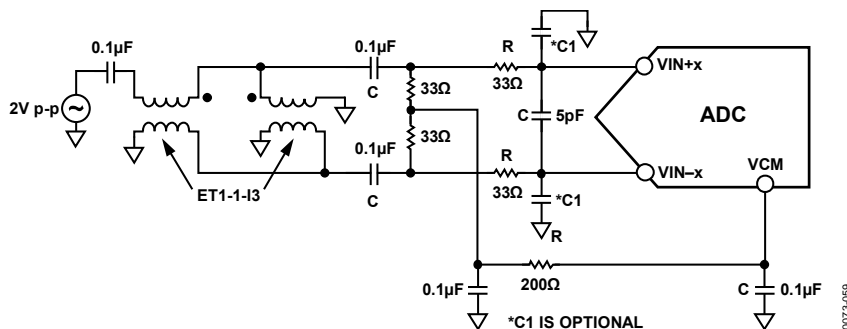 0.1µF
2V p-p
ET1-1-I3
0.1µF
C
0.1µF
C
33Ω
33Ω
R
33Ω
R
33Ω
*C1
C
5pF
*C1
R
VIN+x
ADC
VIN–x
VCM
0.1µF
200Ω
C
0.1µF
*C1 IS OPTIONAL